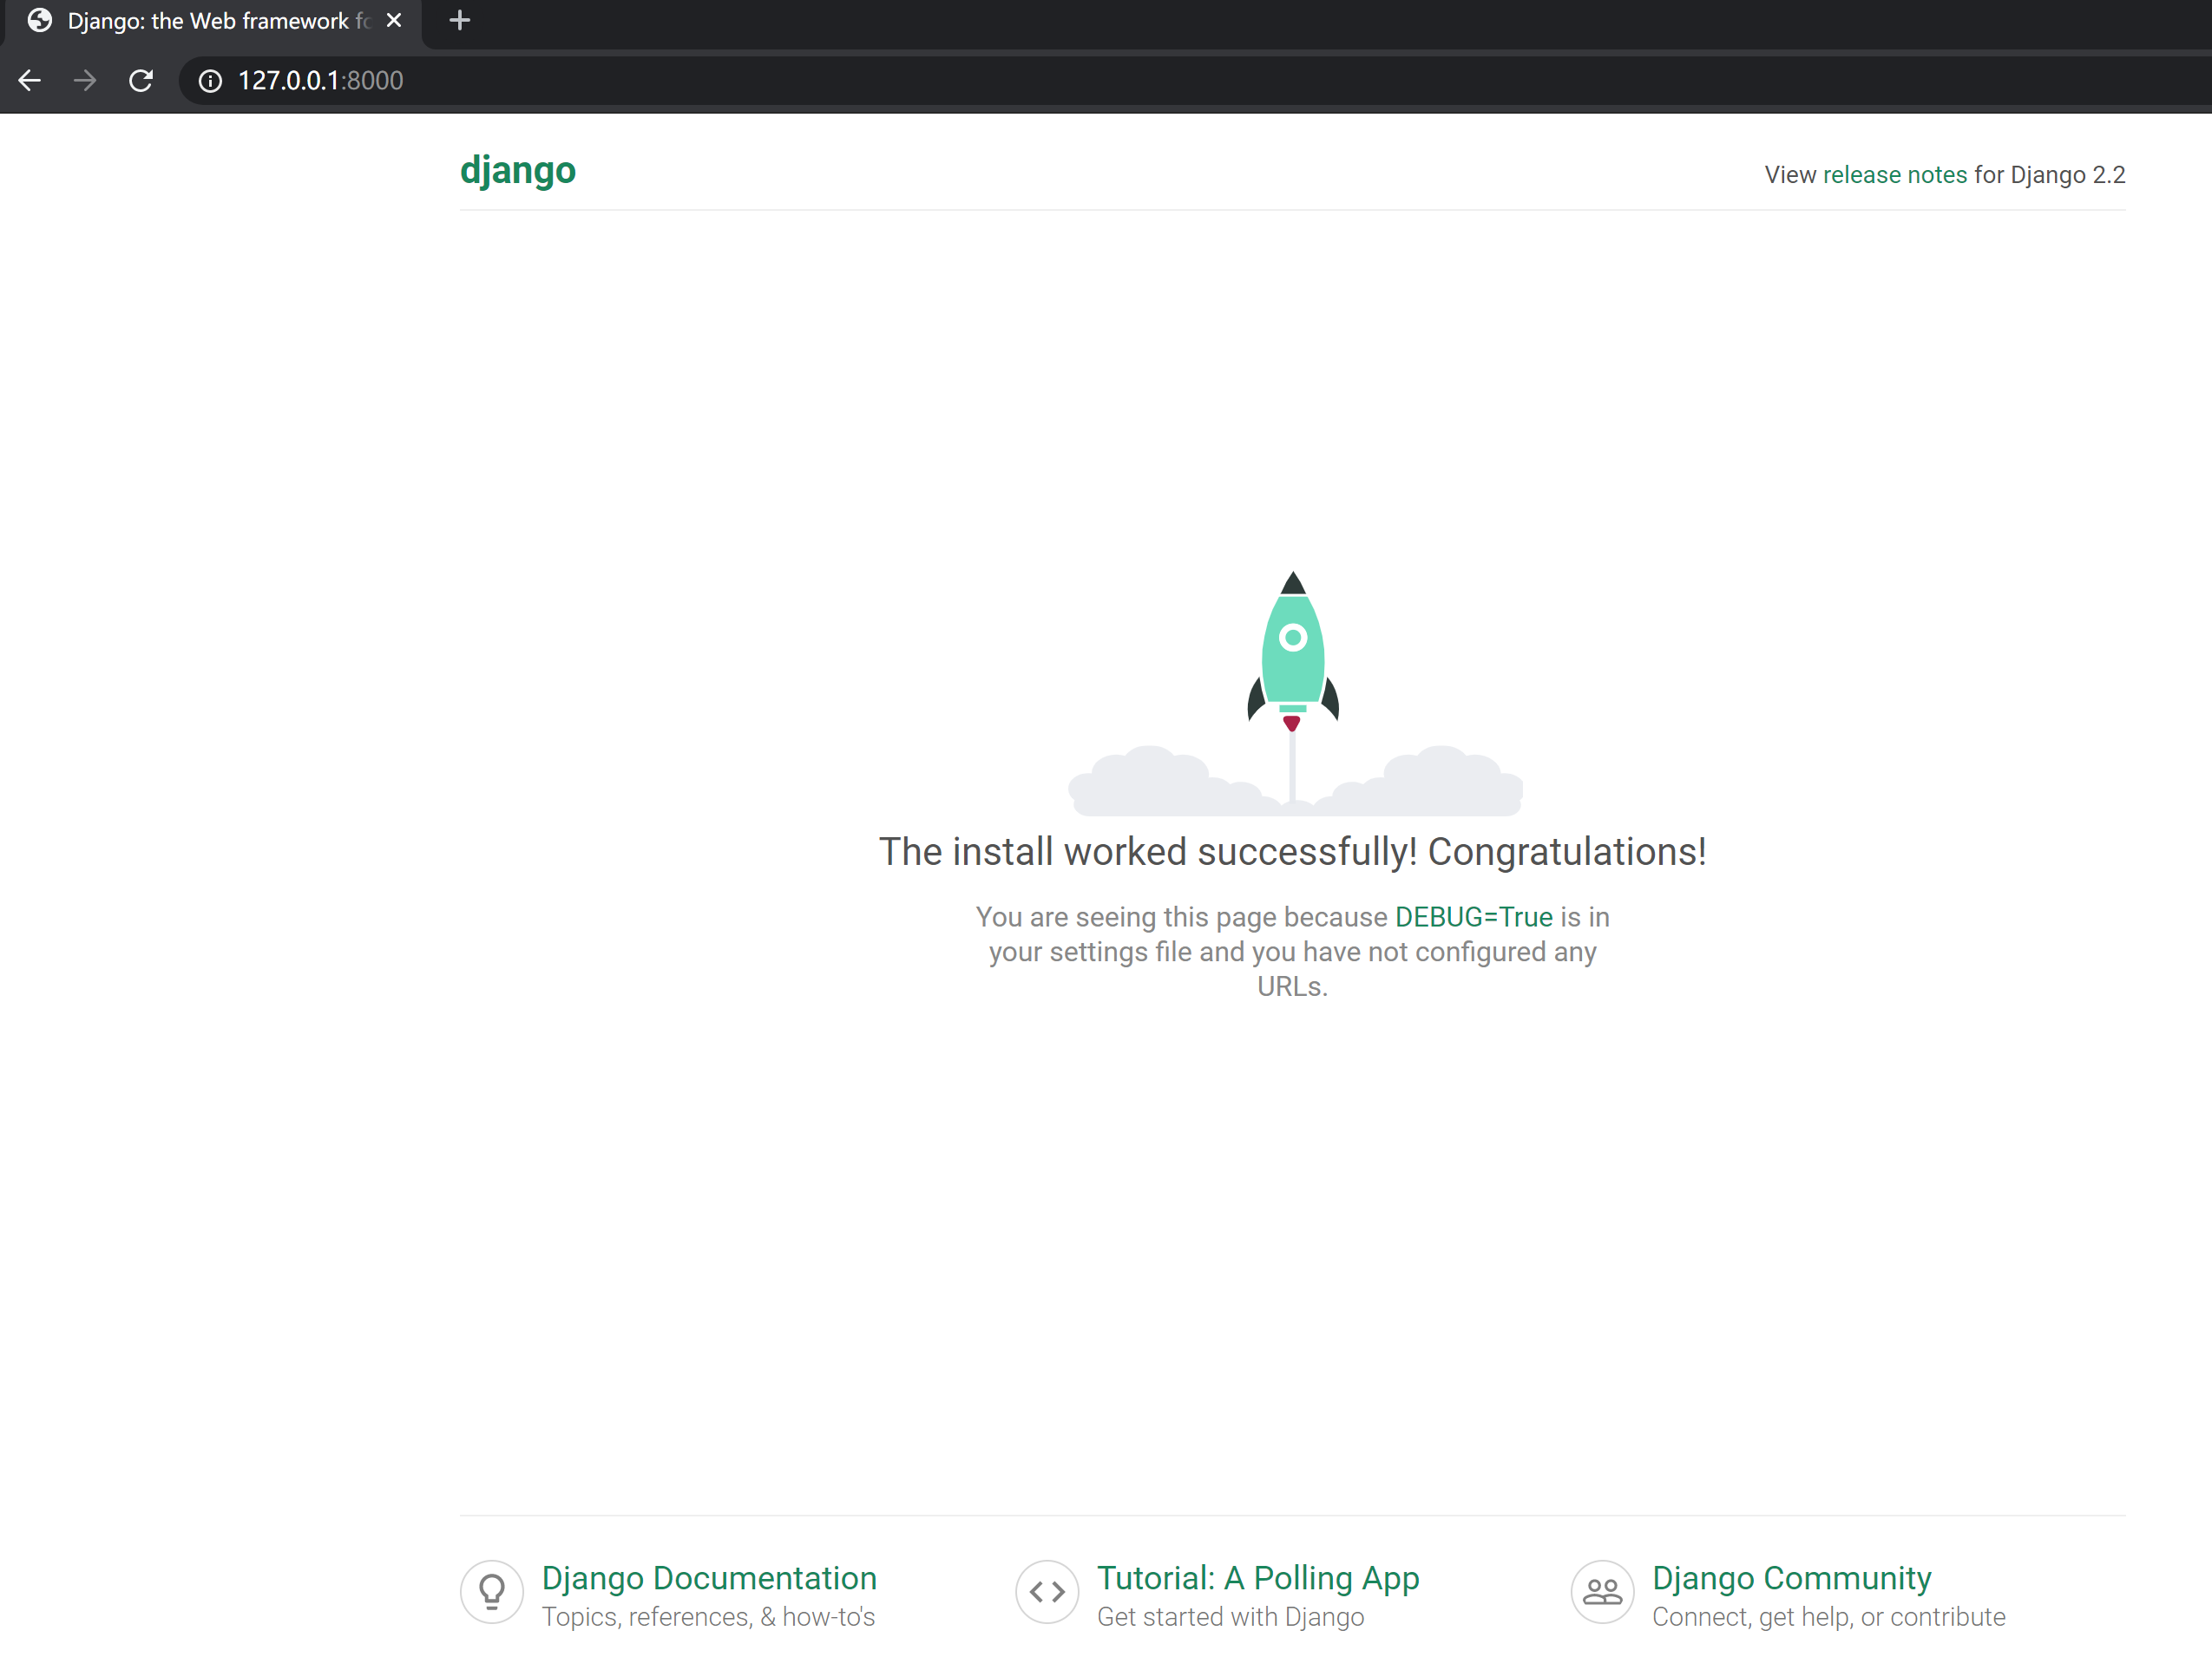 Django: the Web framework fo
127.0.0.1:8000
django
View release notes for Django 2.2
The install worked successfully! Congratulations!
You are seeing this page because DEBUG=True is in
your settings file and you have not configured any
URLs.
Django Documentation
Topics, references, & how-to's
Tutorial: A Polling App
Get started with Django
Django Community
Connect, get help, or contribute